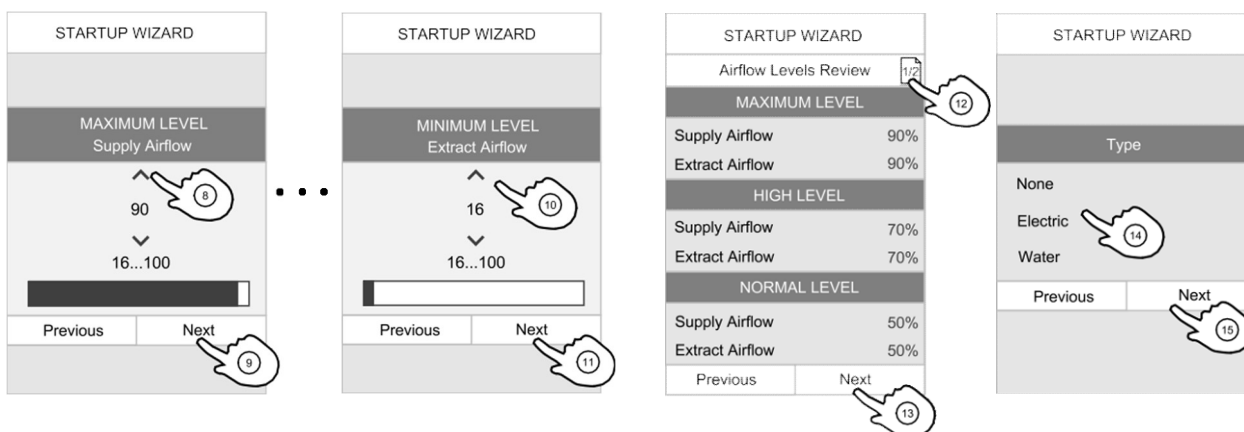 STARTUP WIZARD
MAXIMUM LEVEL
Supply Airflow
8
90
16...100
Previous Next
9
...
STARTUP WIZARD
MINIMUM LEVEL
Extract Airflow
10
16
16...100
Previous Next
11
STARTUP WIZARD
Airflow Levels Review 1/2
12
MAXIMUM LEVEL
Supply Airflow 90%
Extract Airflow 90%
HIGH LEVEL
Supply Airflow 70%
Extract Airflow 70%
NORMAL LEVEL
Supply Airflow 50%
Extract Airflow 50%
Previous Next
13
STARTUP WIZARD
Type
None
Electric
14
Water
Previous Next
15